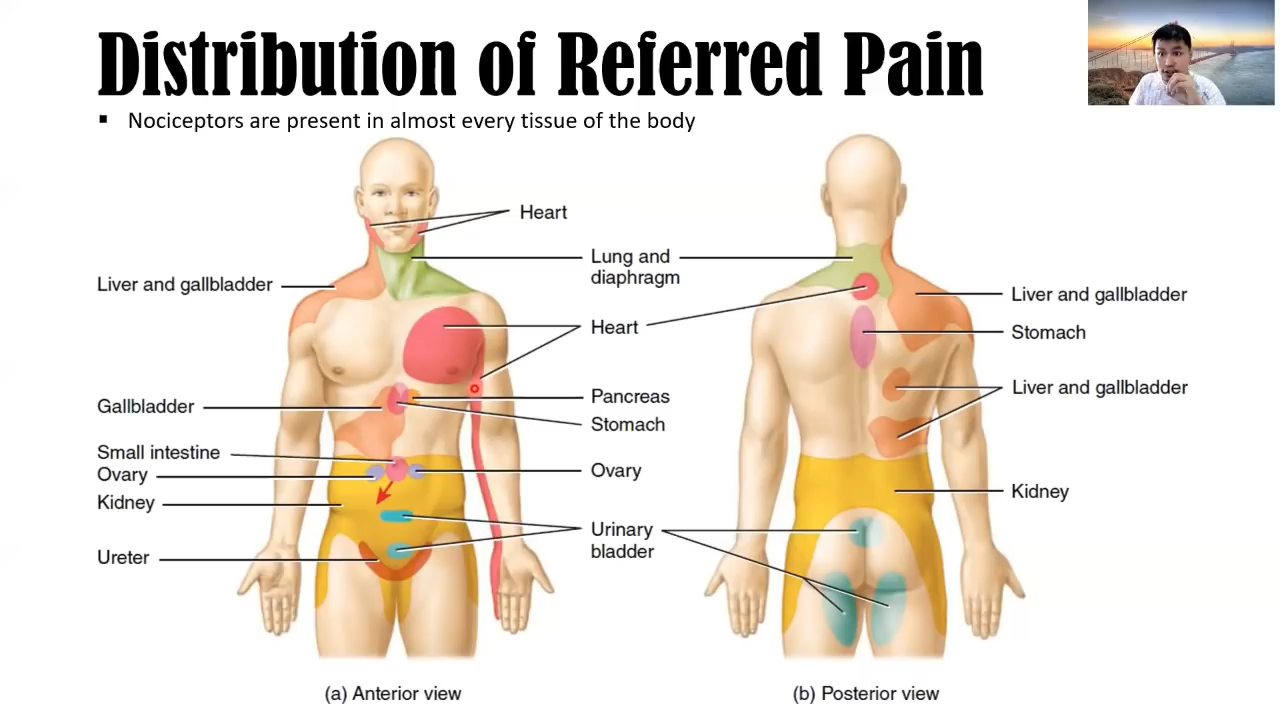 Distribution of Referred Pain
▪ Nociceptors are present in almost every tissue of the body
Heart
Lung and
diaphragm
Liver and gallbladder
Liver and gallbladder
Heart
Stomach
Liver and gallbladder
Pancreas
Gallbladder
Stomach
Small intestine
Ovary
Ovary
Kidney
Kidney
Urinary
bladder
Ureter
(a) Anterior view
(b) Posterior view